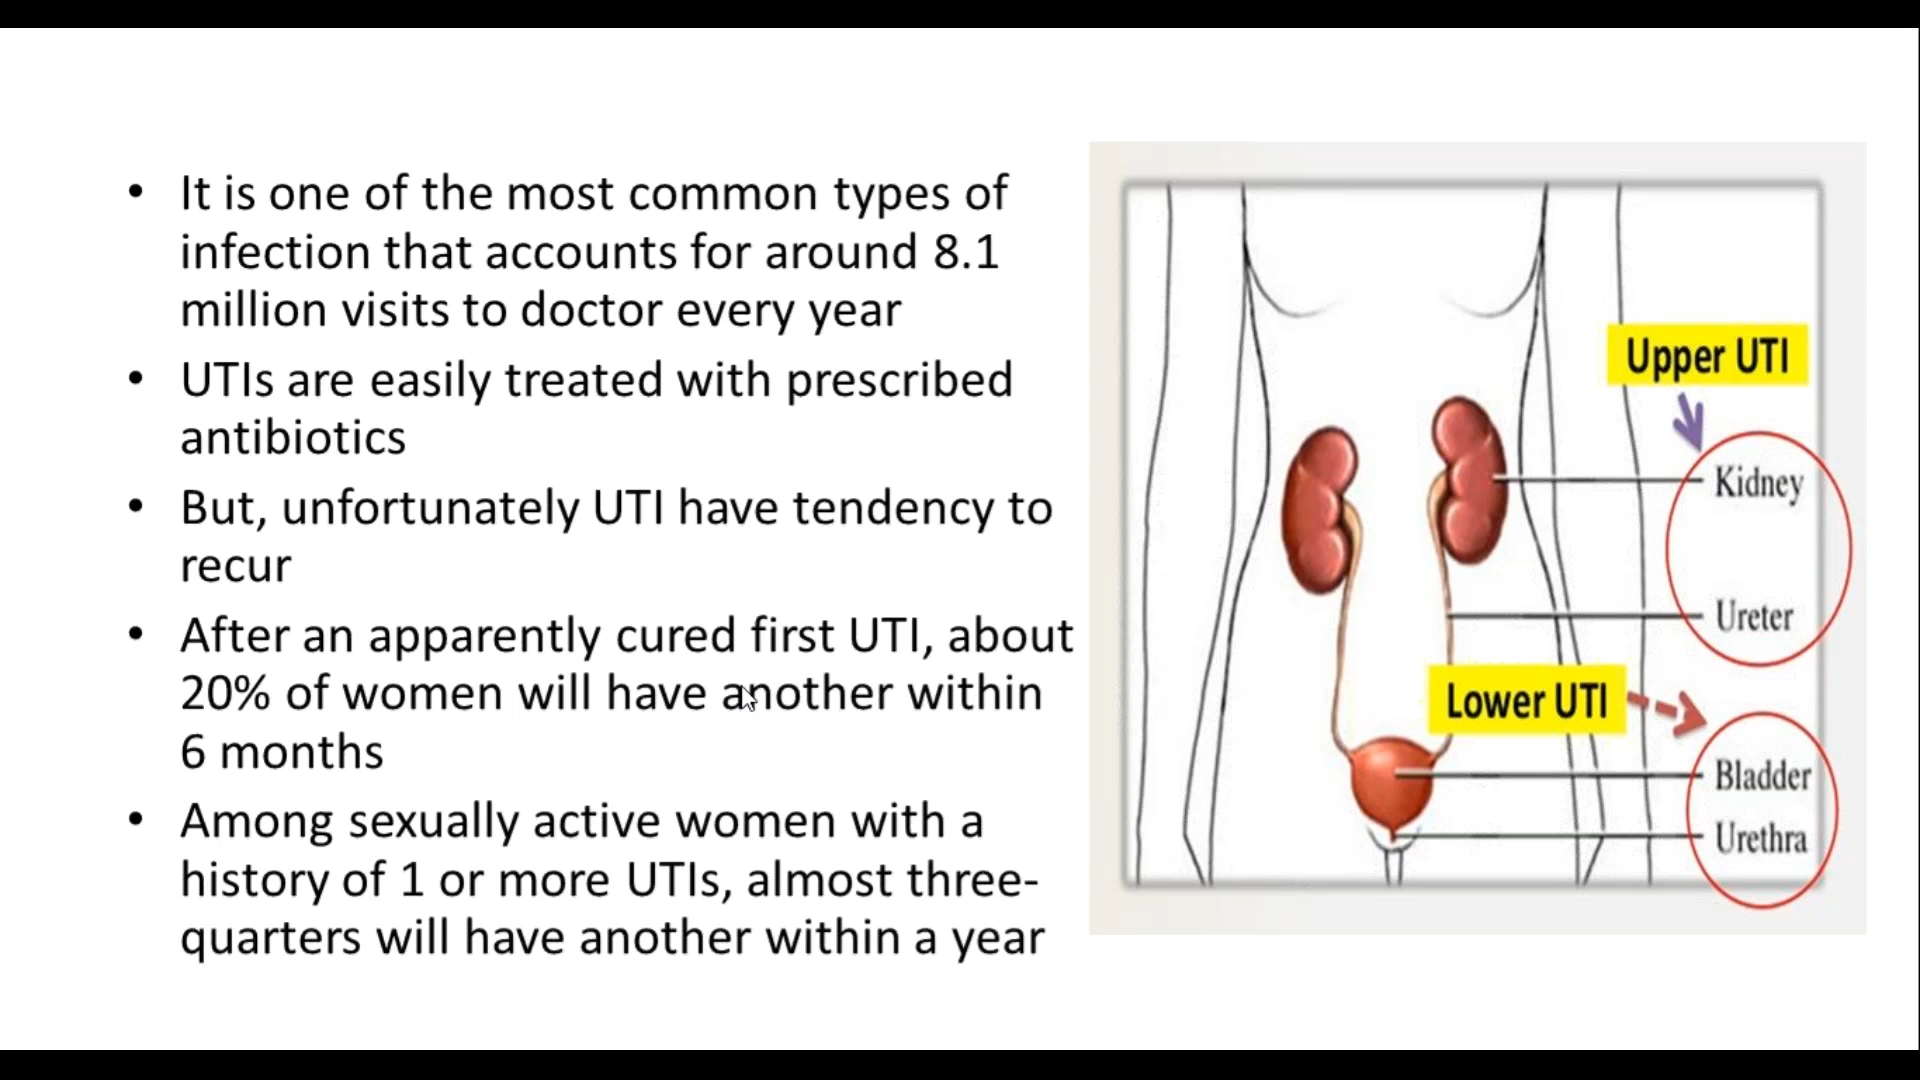 • It is one of the most common types of
infection that accounts for around 8.1
million visits to doctor every year
• UTIs are easily treated with prescribed
antibiotics
• But, unfortunately UTI have tendency to
recur
• After an apparently cured first UTI, about
20% of women will have another within
6 months
• Among sexually active women with a
history of 1 or more UTIs, almost three-
quarters will have another within a year
Upper UTI
Kidney
Ureter
Lower UTI
Bladder
Urethra